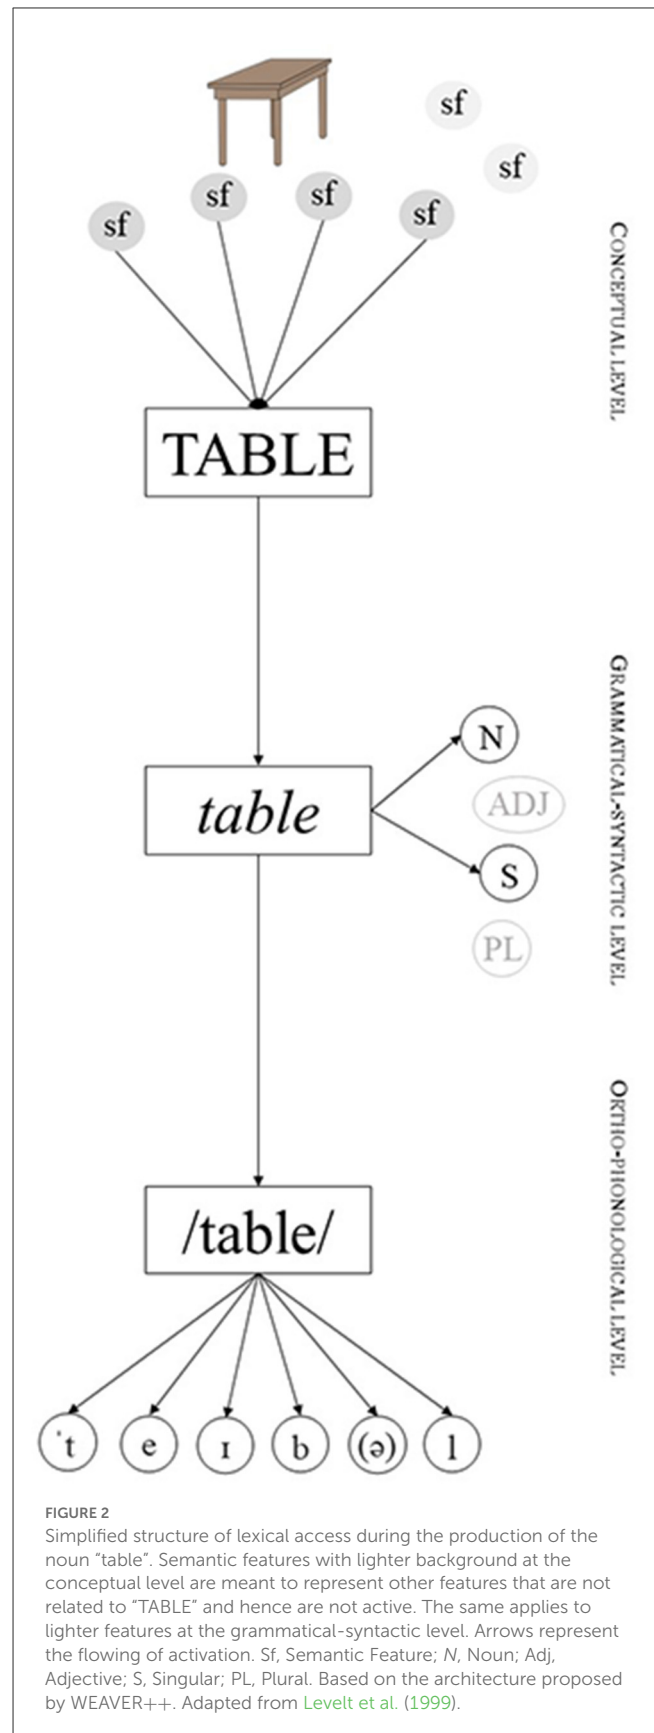 sf
sf
sf
sf
sf
sf
CONCEPTUAL LEVEL
TABLE
GRAMMATICAL-SYNTACTIC LEVEL
N
table
ADJ
S
PL
ORTHO-PHONOLOGICAL LEVEL
/table/
ˈt e ɪ b (ə) l
FIGURE 2
Simplified structure of lexical access during the production of the
noun “table”. Semantic features with lighter background at the
conceptual level are meant to represent other features that are not
related to “TABLE” and hence are not active. The same applies to
lighter features at the grammatical-syntactic level. Arrows represent
the flowing of activation. Sf, Semantic Feature; N, Noun; Adj,
Adjective; S, Singular; PL, Plural. Based on the architecture proposed
by WEAVER++. Adapted from Levelt et al. (1999).